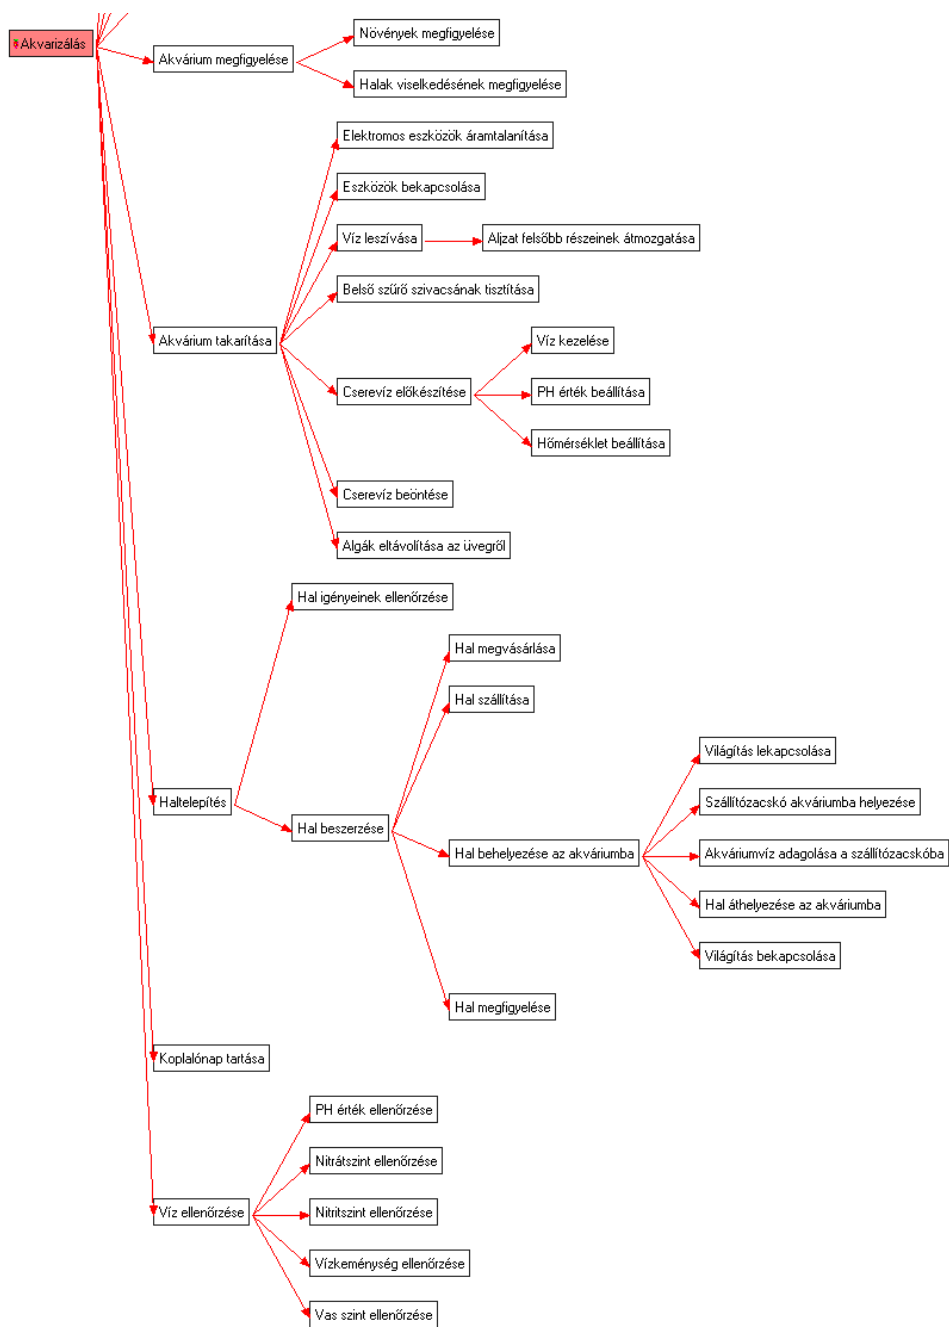 Akvarizálás
Akvárium megfigyelése
Növények megfigyelése
Halak viselkedésének megfigyelése
Elektromos eszközök áramtalanítása
Eszközök bekapcsolása
Víz leszívása
Aljzat felsőbb részeinek átmozgatása
Belső szűrő szivacsának tisztítása
Akvárium takarítása
Víz kezelése
Cserevíz előkészítése
PH érték beállítása
Hőmérséklet beállítása
Cserevíz beöntése
Algák eltávolítása az üvegről
Hal igényeinek ellenőrzése
Hal megvásárlása
Hal szállítása
Világítás lekapcsolása
Haltelepítés
Szállítózacskó akváriumba helyezése
Hal beszerzése
Hal behelyezése az akváriumba
Akváriumvíz adagolása a szállítózacskóba
Hal áthelyezése az akváriumba
Világítás bekapcsolása
Hal megfigyelése
Koplalónap tartása
PH érték ellenőrzése
Nitrátszint ellenőrzése
Víz ellenőrzése
Nitritszint ellenőrzése
Vízkeménység ellenőrzése
Vas szint ellenőrzése